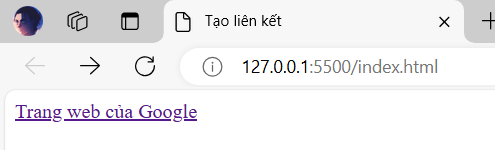 Tạo liên kết
127.0.0.1:5500/index.html
Trang web của Google